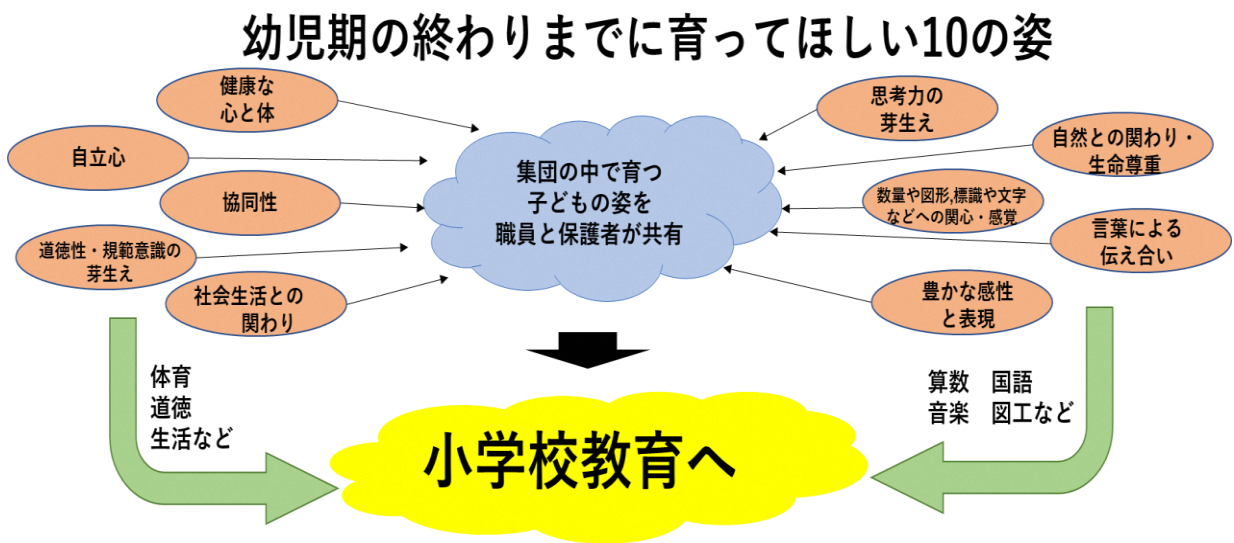 幼児期の終わりまでに育ってほしい10の姿
健康な
心と体
自立心
協同性
道徳性・規範意識の
芽生え
社会生活との
関わり
集団の中で育つ
子どもの姿を
職員と保護者が共有
思考力の
芽生え
自然との関わり・
生命尊重
数量や図形,標識や文字
などへの関心・感覚
言葉による
伝え合い
豊かな感性
と表現
体育
道徳
生活など
算数　国語
音楽　図工など
小学校教育へ